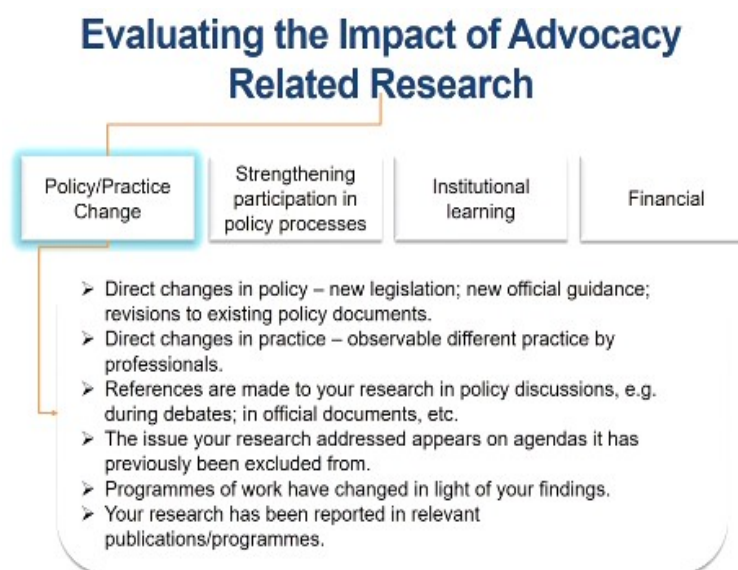 Evaluating the Impact of Advocacy
Related Research
Policy/Practice
Change
Strengthening
participation in
policy processes
Institutional
learning
Financial
➢ Direct changes in policy – new legislation; new official guidance;
revisions to existing policy documents.
➢ Direct changes in practice – observable different practice by
professionals.
➢ References are made to your research in policy discussions, e.g.
during debates; in official documents, etc.
➢ The issue your research addressed appears on agendas it has
previously been excluded from.
➢ Programmes of work have changed in light of your findings.
➢ Your research has been reported in relevant
publications/programmes.